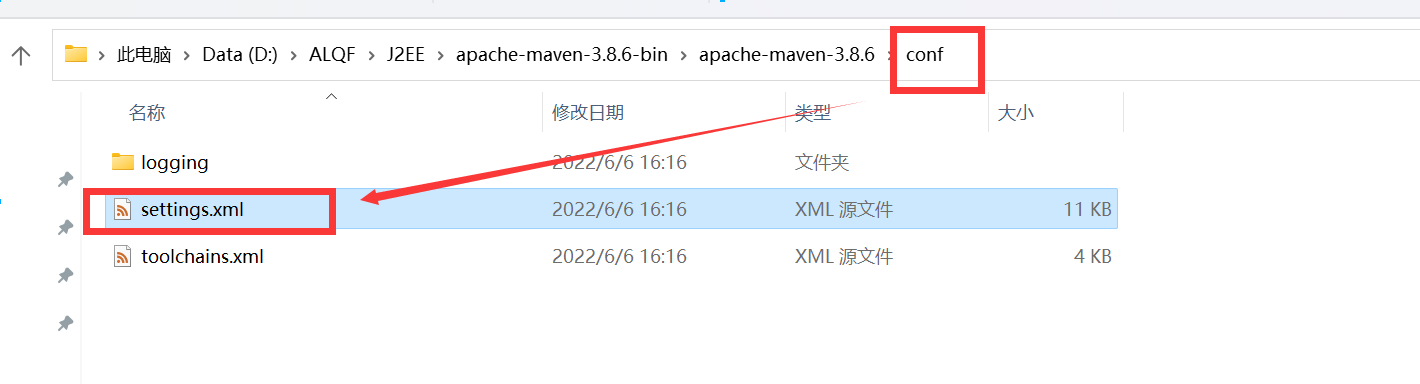 此电脑 > Data (D:) > ALQF > J2EE > apache-maven-3.8.6-bin > apache-maven-3.8.6 > conf
名称 修改日期 类型 大小
logging 2022/6/6 16:16 文件夹
settings.xml 2022/6/6 16:16 XML 源文件 11 KB
toolchains.xml 2022/6/6 16:16 XML 源文件 4 KB